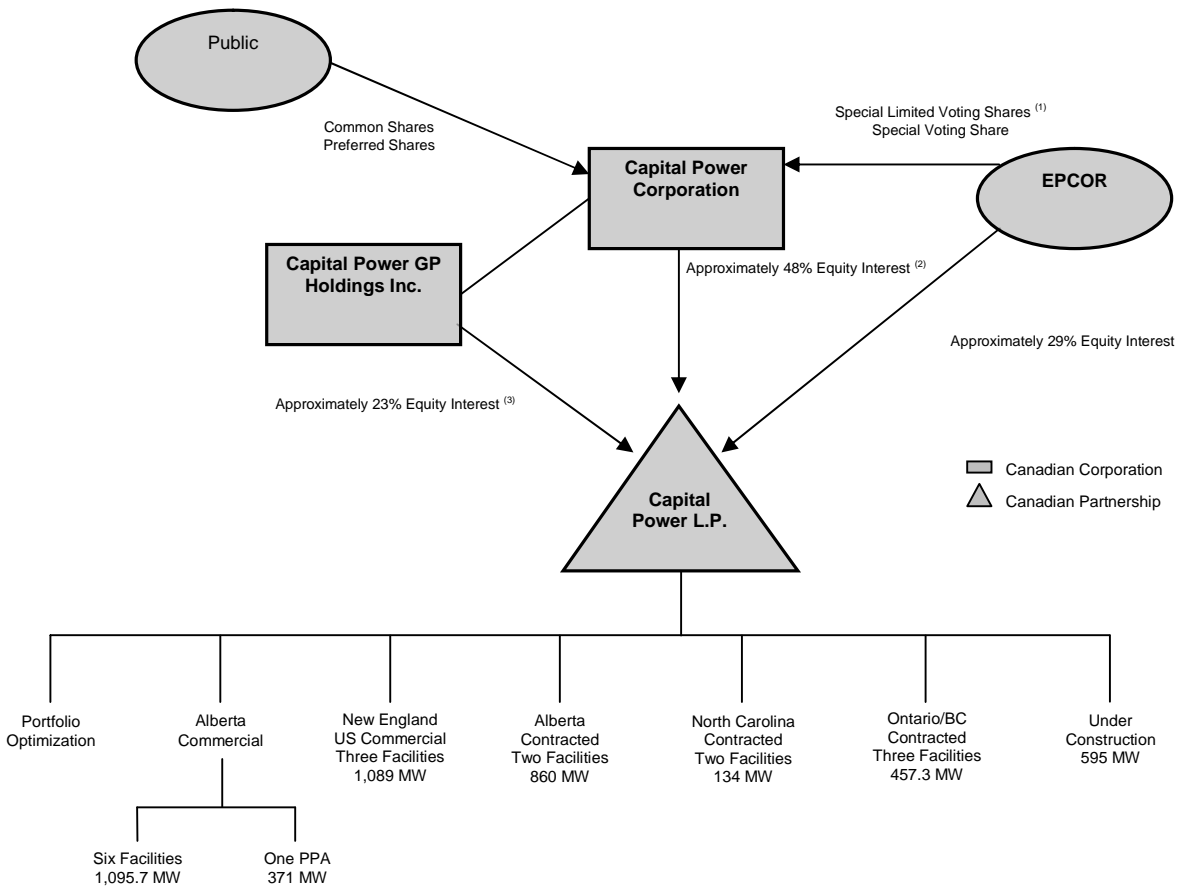 Public
Common Shares
Preferred Shares
Special Limited Voting Shares (1)
Special Voting Share
Capital Power
Corporation
EPCOR
Capital Power GP
Holdings Inc.
Approximately 48% Equity Interest (2)
Approximately 29% Equity Interest
Approximately 23% Equity Interest (3)
Capital
Power L.P.
Canadian Corporation
Canadian Partnership
Portfolio
Optimization
Alberta
Commercial
New England
US Commercial
Three Facilities
1,089 MW
Alberta
Contracted
Two Facilities
860 MW
North Carolina
Contracted
Two Facilities
134 MW
Ontario/BC
Contracted
Three Facilities
457.3 MW
Under
Construction
595 MW
Six Facilities
1,095.7 MW
One PPA
371 MW